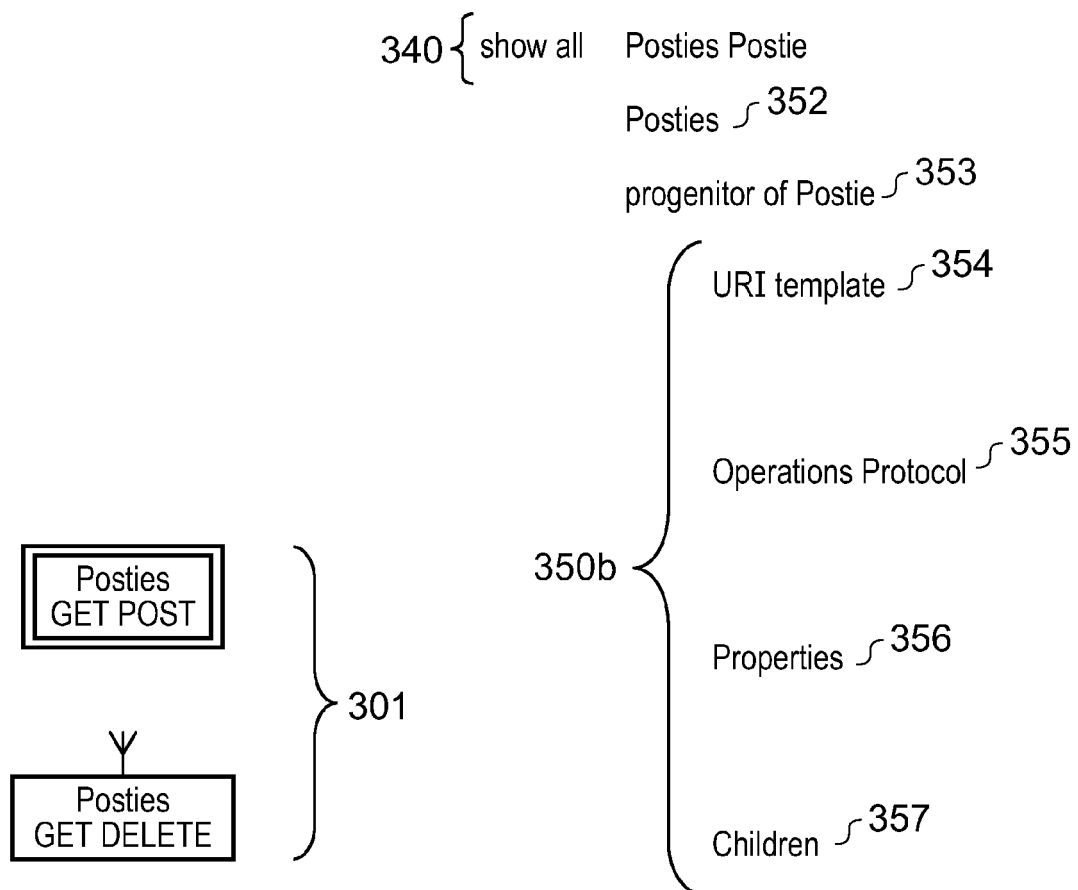 340 show all Posties Postie
Posties 352
progenitor of Postie 353
URI template 354
Operations Protocol 355
350b
Properties 356
Children 357
Posties
GET POST
301
Posties
GET DELETE